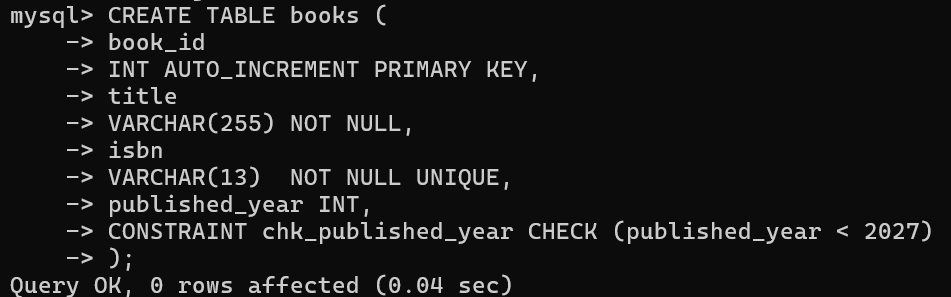 mysql> CREATE TABLE books (
    -> book_id
    -> INT AUTO_INCREMENT PRIMARY KEY,
    -> title
    -> VARCHAR(255) NOT NULL,
    -> isbn
    -> VARCHAR(13)  NOT NULL UNIQUE,
    -> published_year INT,
    -> CONSTRAINT chk_published_year CHECK (published_year < 2027)
    -> );
Query OK, 0 rows affected (0.04 sec)